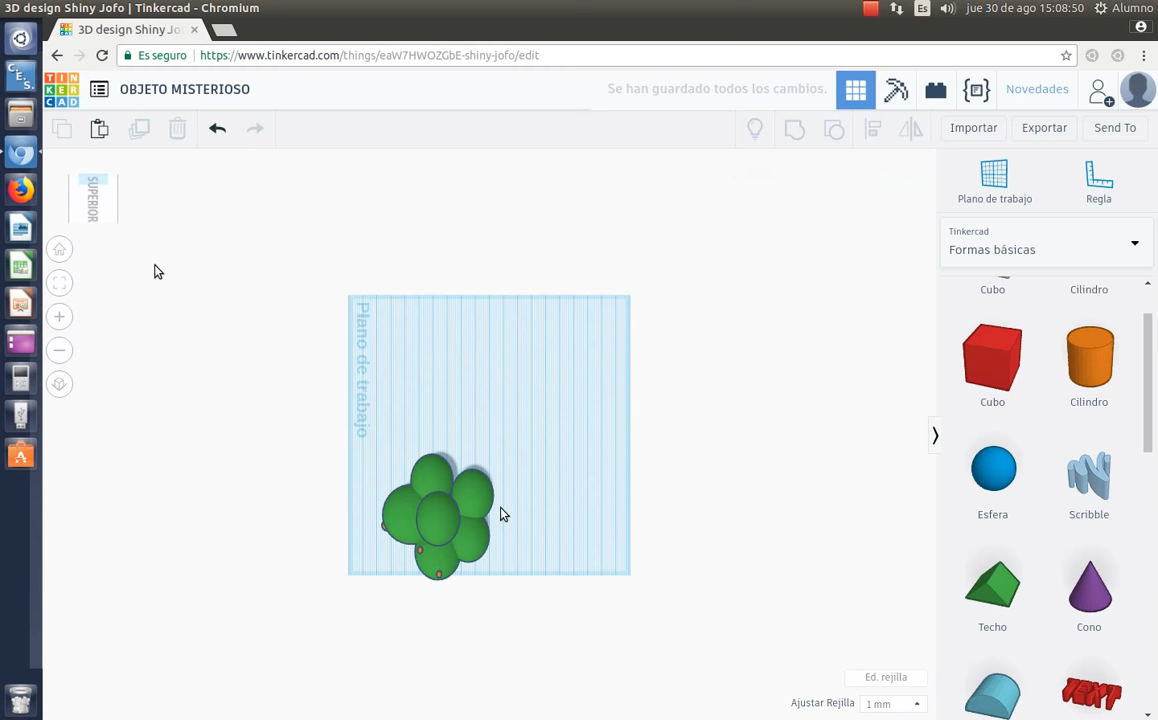 3D design Shiny Jofo | Tinkercad - Chromium
Es
jue 30 de ago 15:08:50
Alumno
3D design Shiny Jo
Es seguro
https://www.tinkercad.com/things/eaW7HWOZGbE-shiny-jofo/edit
TIN
KER
CAD
OBJETO MISTERIOSO
Se han guardado todos los cambios.
Novedades
Importar
Exportar
Send To
SUPERIOR
Plano de trabajo
Regla
Tinkercad
Formas básicas
Cubo
Cilindro
Cubo
Cilindro
Esfera
Scribble
Techo
Cono
TEXT
Plano de trabajo
Ed. rejilla
Ajustar Rejilla
1 mm
C.E.S.